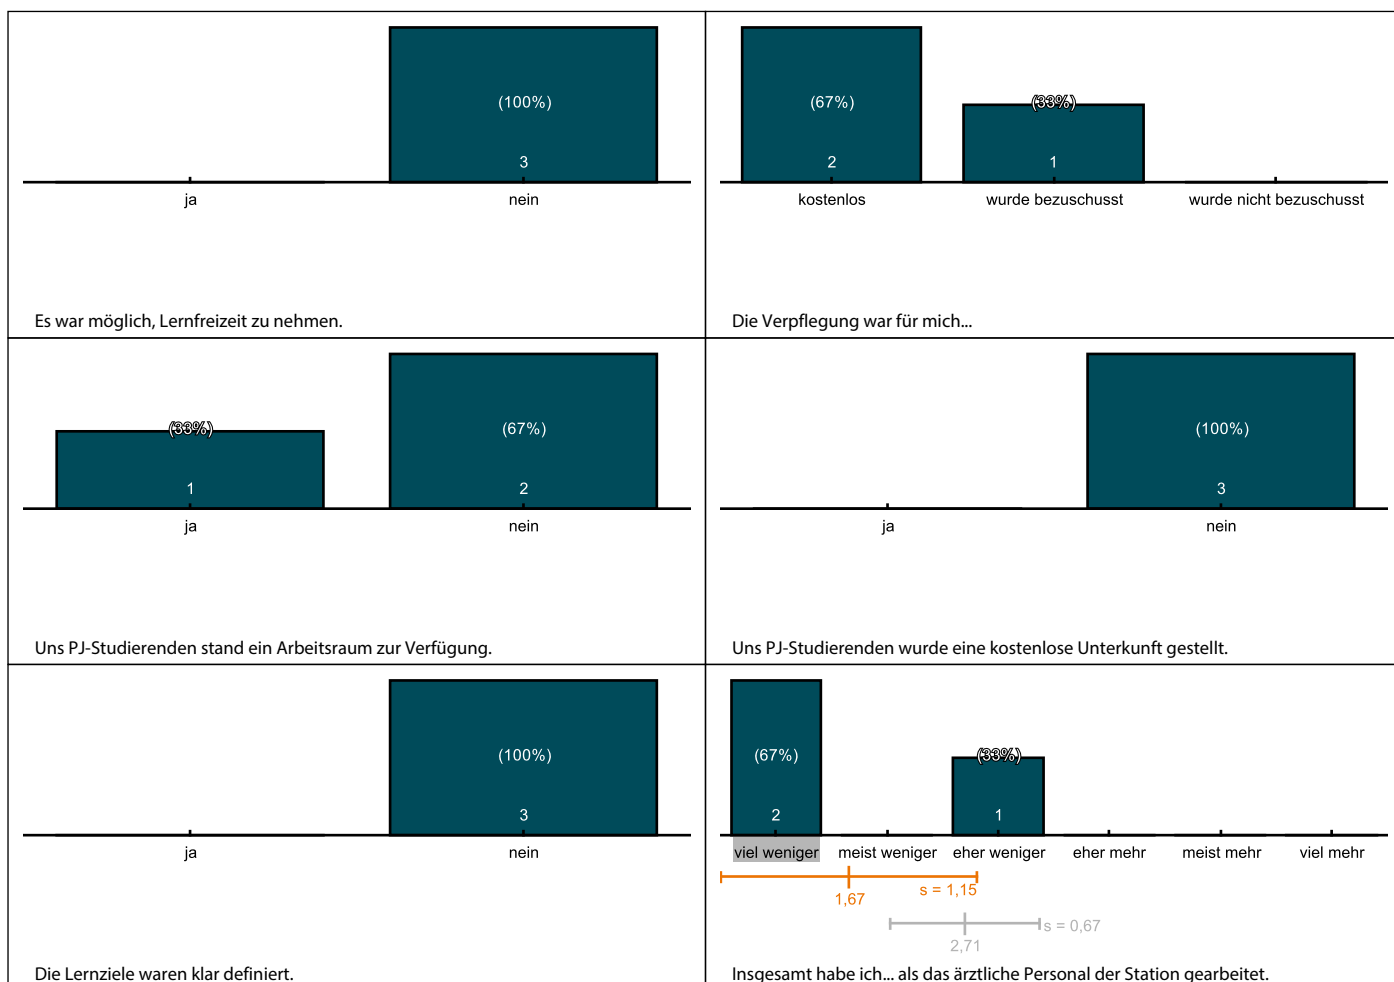 (100%)
3
ja
nein
Es war möglich, Lernfreizeit zu nehmen.
(67%)
(33%)
2
1
kostenlos
wurde bezuschusst
wurde nicht bezuschusst
Die Verpflegung war für mich...
(33%)
(67%)
1
2
ja
nein
Uns PJ-Studierenden stand ein Arbeitsraum zur Verfügung.
(100%)
3
ja
nein
Uns PJ-Studierenden wurde eine kostenlose Unterkunft gestellt.
(100%)
3
ja
nein
Die Lernziele waren klar definiert.
(67%)
(33%)
2
1
viel weniger
meist weniger
eher weniger
eher mehr
meist mehr
viel mehr
s = 1,15
1,67
s = 0,67
2,71
Insgesamt habe ich... als das ärztliche Personal der Station gearbeitet.